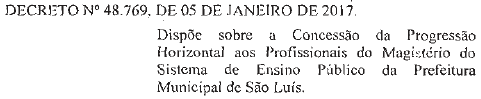 DECRETO Nº 48.769, DE 05 DE JANEIRO DE 2017.
Dispõe sobre a Concessão da Progressão
Horizontal aos Profissionais do Magistério do
Sistema de Ensino Público da Prefeitura
Municipal de São Luís.